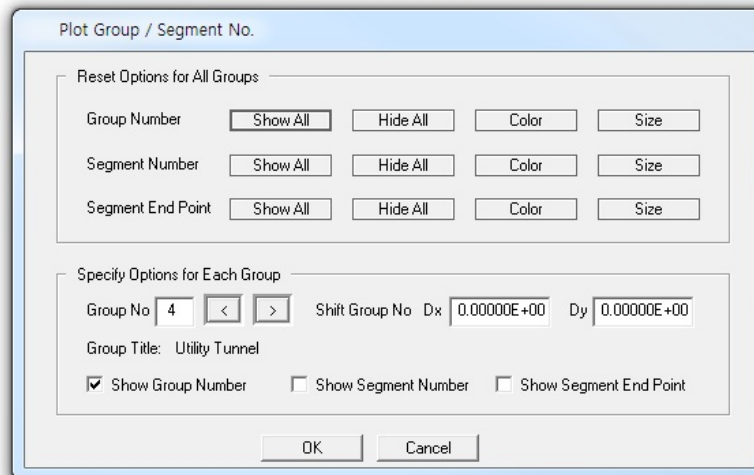 Plot Group / Segment No.
Reset Options for All Groups
Group Number Show All Hide All Color Size
Segment Number Show All Hide All Color Size
Segment End Point Show All Hide All Color Size
Specify Options for Each Group
Group No 4 < > Shift Group No Dx 0.00000E+00 Dy 0.00000E+00
Group Title: Utility Tunnel
Show Group Number Show Segment Number Show Segment End Point
OK Cancel